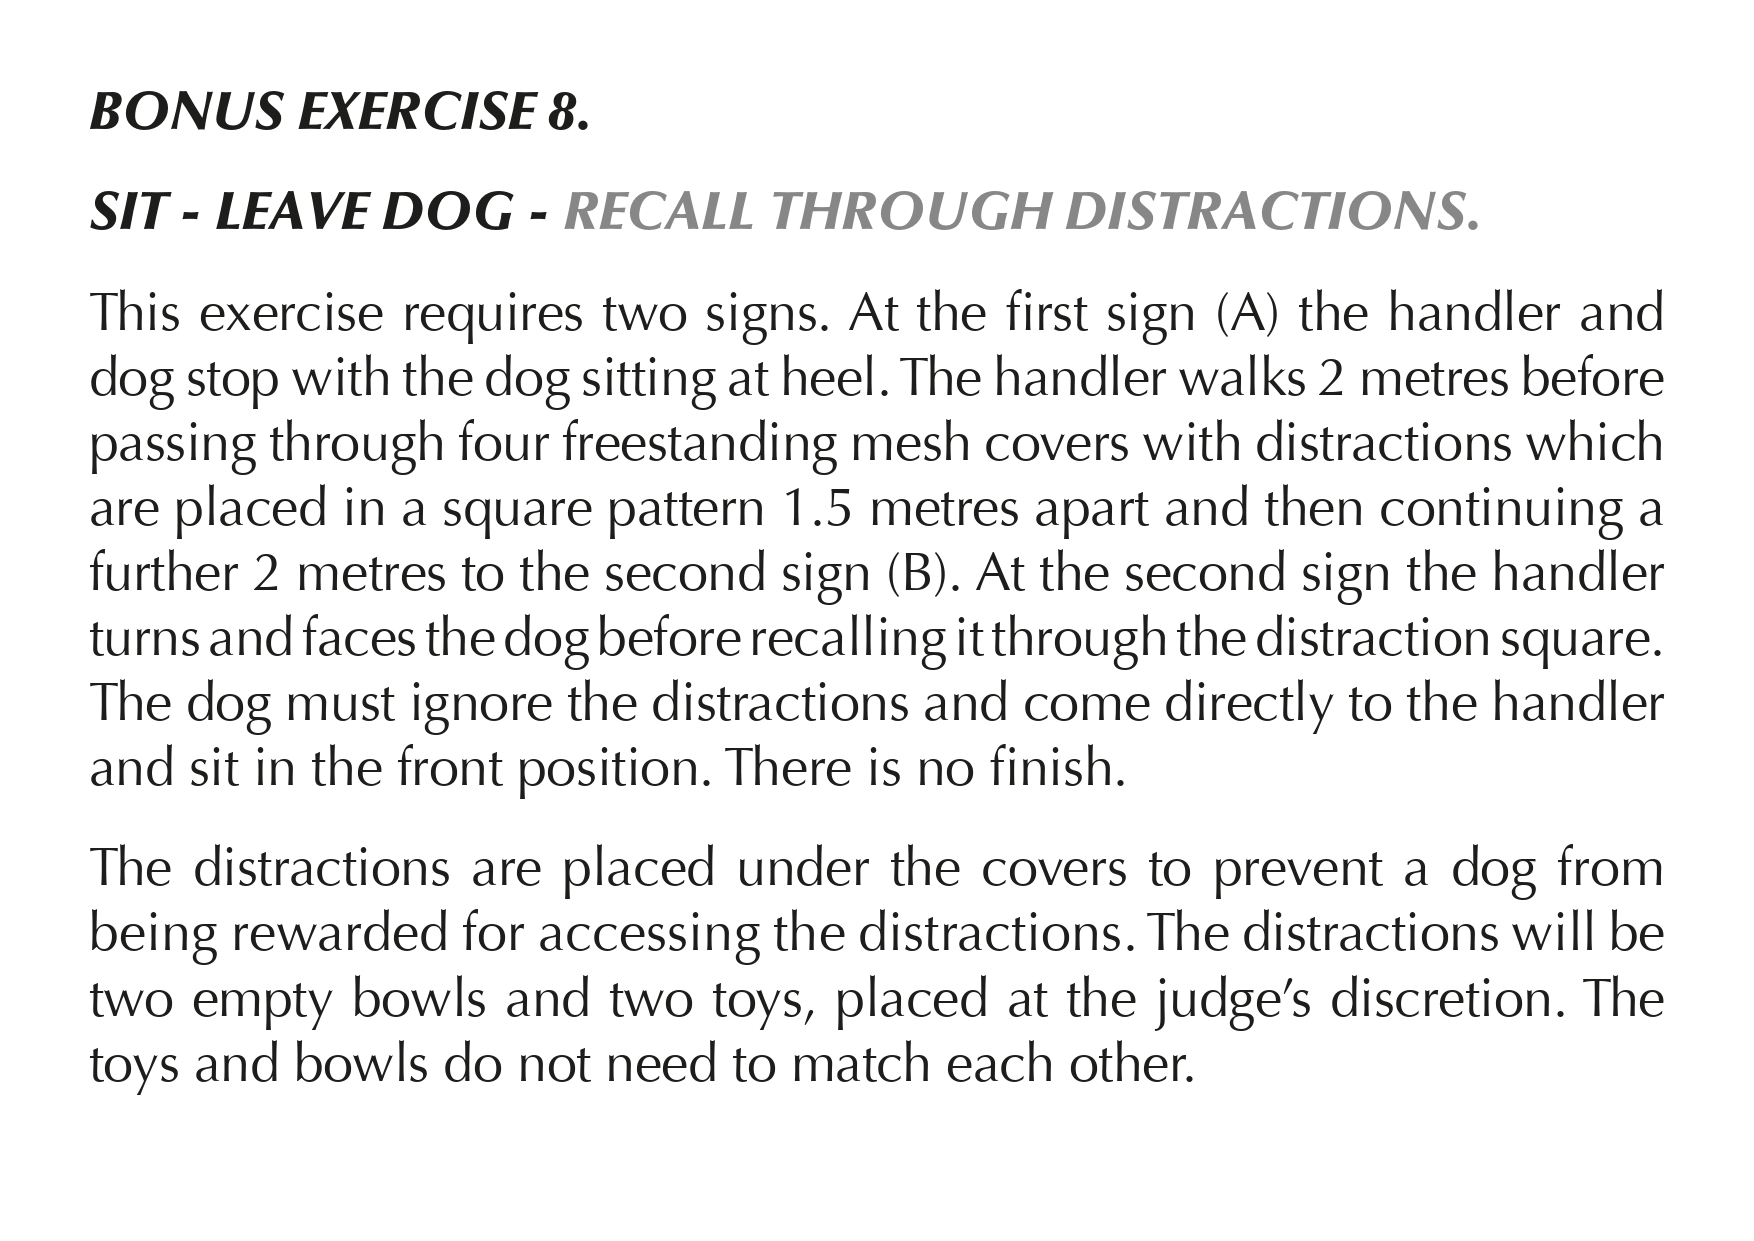 BONUS EXERCISE 8.
SIT - LEAVE DOG - RECALL THROUGH DISTRACTIONS.
This exercise requires two signs. At the first sign (A) the handler and
dog stop with the dog sitting at heel. The handler walks 2 metres before
passing through four freestanding mesh covers with distractions which
are placed in a square pattern 1.5 metres apart and then continuing a
further 2 metres to the second sign (B). At the second sign the handler
turns and faces the dog before recalling it through the distraction square.
The dog must ignore the distractions and come directly to the handler
and sit in the front position. There is no finish.
The distractions are placed under the covers to prevent a dog from
being rewarded for accessing the distractions. The distractions will be
two empty bowls and two toys, placed at the judge’s discretion. The
toys and bowls do not need to match each other.